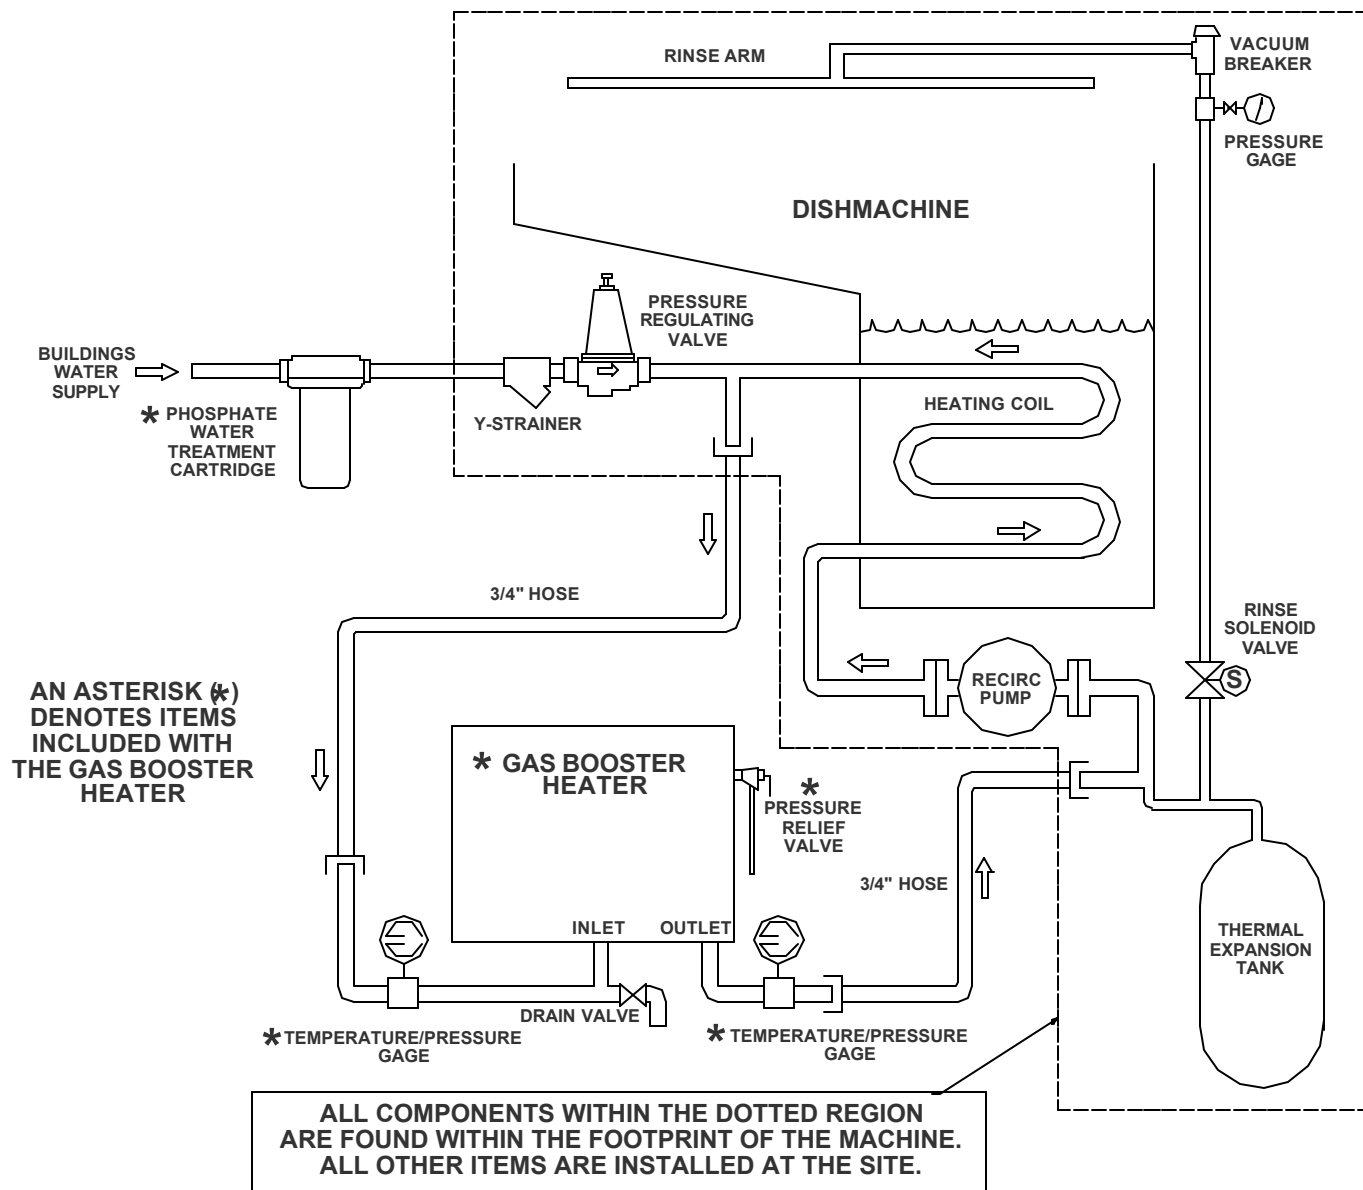 RINSE ARM
VACUUM
BREAKER
PRESSURE
GAGE
DISHMACHINE
PRESSURE
REGULATING
VALVE
BUILDINGS
WATER
SUPPLY
* PHOSPHATE
WATER
TREATMENT
CARTRIDGE
Y-STRAINER
HEATING COIL
3/4" HOSE
RINSE
SOLENOID
VALVE
S
RECIRC
PUMP
AN ASTERISK (*)
DENOTES ITEMS
INCLUDED WITH
THE GAS BOOSTER
HEATER
* GAS BOOSTER
HEATER
*
PRESSURE
RELIEF
VALVE
3/4" HOSE
INLET
OUTLET
THERMAL
EXPANSION
TANK
DRAIN VALVE
* TEMPERATURE/PRESSURE
GAGE
* TEMPERATURE/PRESSURE
GAGE
ALL COMPONENTS WITHIN THE DOTTED REGION
ARE FOUND WITHIN THE FOOTPRINT OF THE MACHINE.
ALL OTHER ITEMS ARE INSTALLED AT THE SITE.